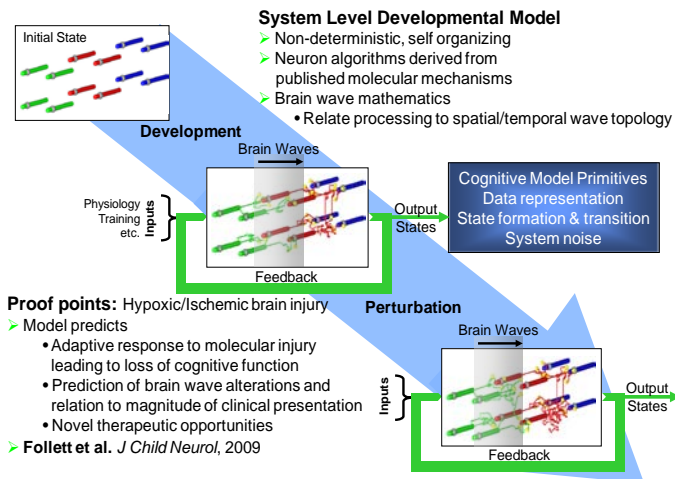 System Level Developmental Model
➢ Non-deterministic, self organizing
➢ Neuron algorithms derived from
published molecular mechanisms
➢ Brain wave mathematics
• Relate processing to spatial/temporal wave topology
Initial State
Development
Brain Waves
Physiology
Training
etc.
Inputs
Output
States
Feedback
Cognitive Model Primitives
Data representation
State formation & transition
System noise
Proof points: Hypoxic/Ischemic brain injury
➢ Model predicts
• Adaptive response to molecular injury
leading to loss of cognitive function
• Prediction of brain wave alterations and
relation to magnitude of clinical presentation
• Novel therapeutic opportunities
➢ Follett et al. J Child Neurol, 2009
Perturbation
Brain Waves
Inputs
Output
States
Feedback